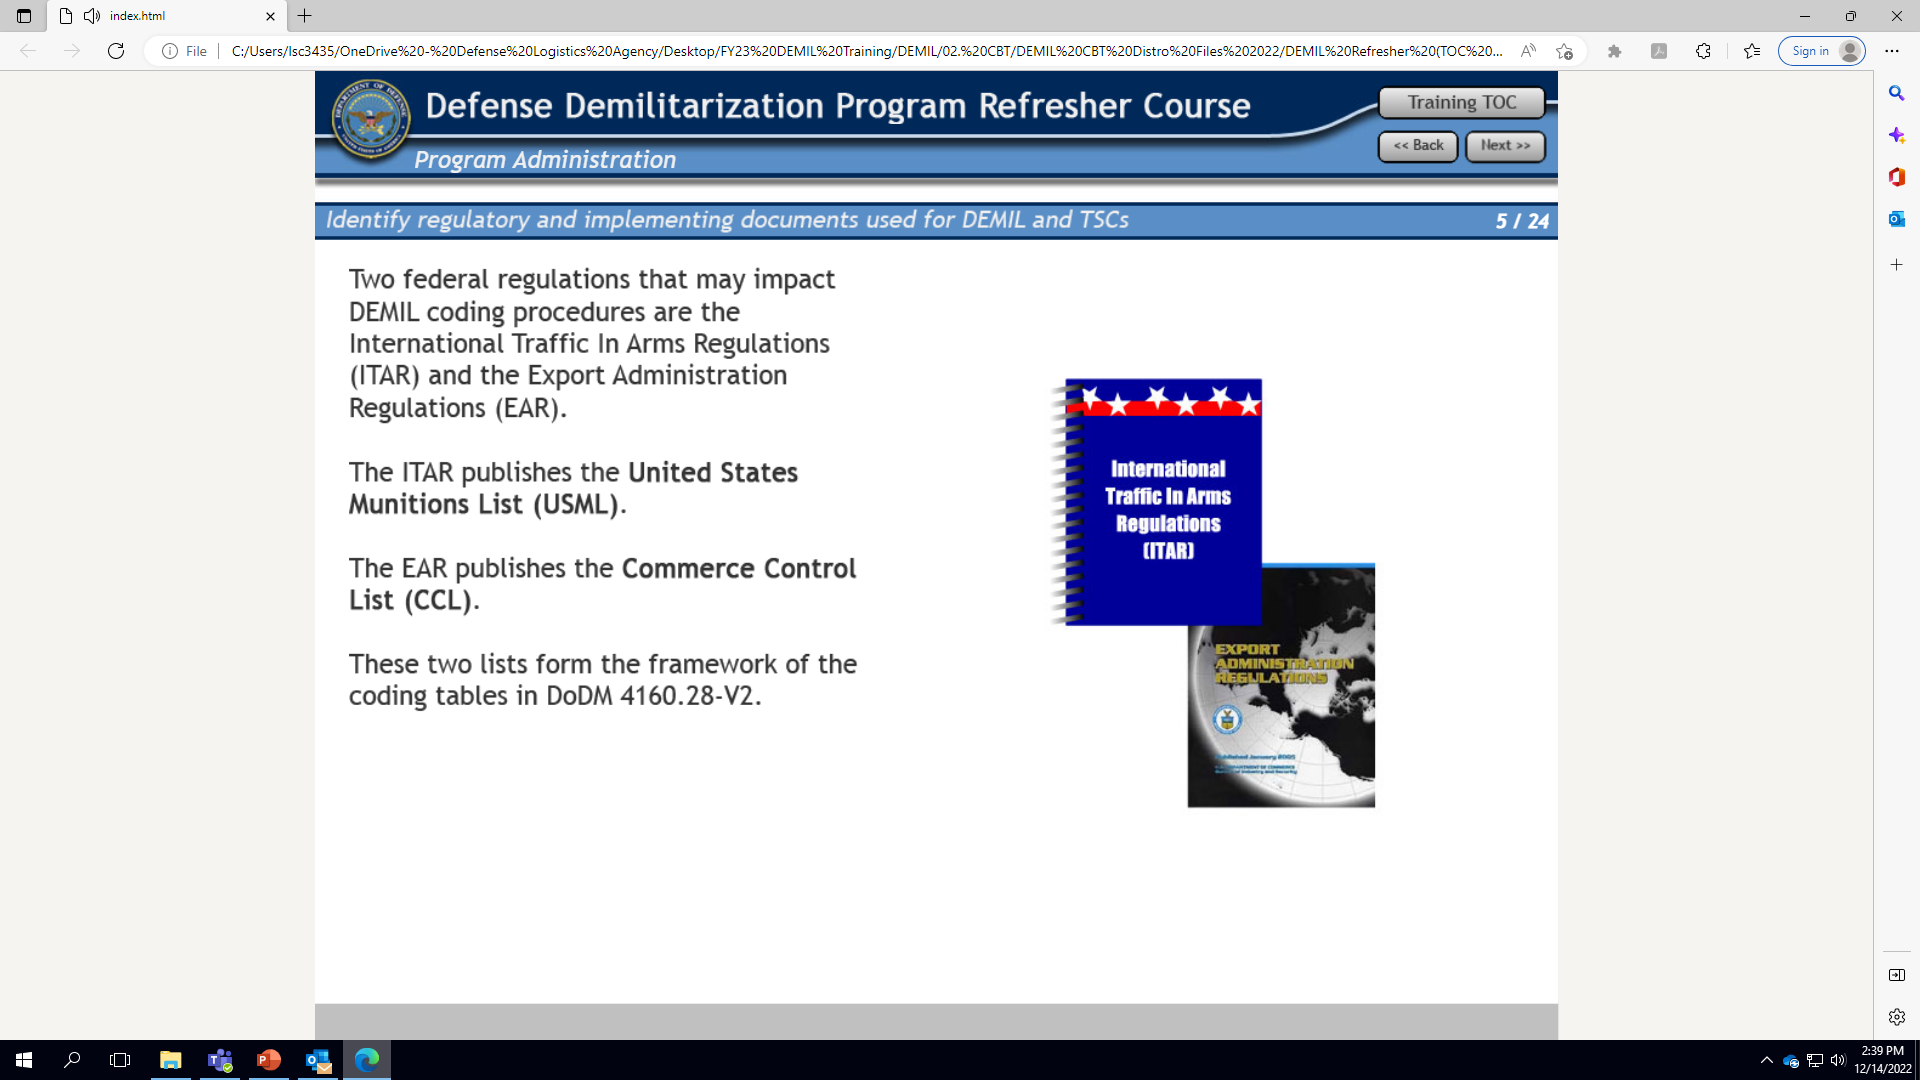 index.html
File
C:/Users/lsc3435/OneDrive%20-%20Defense%20Logistics%20Agency/Desktop/FY23%20DEMIL%20Training/DEMIL/02.%20CBT/DEMIL%20CBT%20Distro%20Files%202022/DEMIL%20Refresher%20(TOC%20...
Sign in
Defense Demilitarization Program Refresher Course
Training TOC
<< Back
Next >>
Program Administration
Identify regulatory and implementing documents used for DEMIL and TSCs
5 / 24
Two federal regulations that may impact
DEMIL coding procedures are the
International Traffic In Arms Regulations
(ITAR) and the Export Administration
Regulations (EAR).
The ITAR publishes the United States
Munitions List (USML).
The EAR publishes the Commerce Control
List (CCL).
These two lists form the framework of the
coding tables in DoDM 4160.28-V2.
International
Traffic In Arms
Regulations
(ITAR)
EXPORT
ADMINISTRATION
REGULATIONS
2:39 PM
12/14/2022